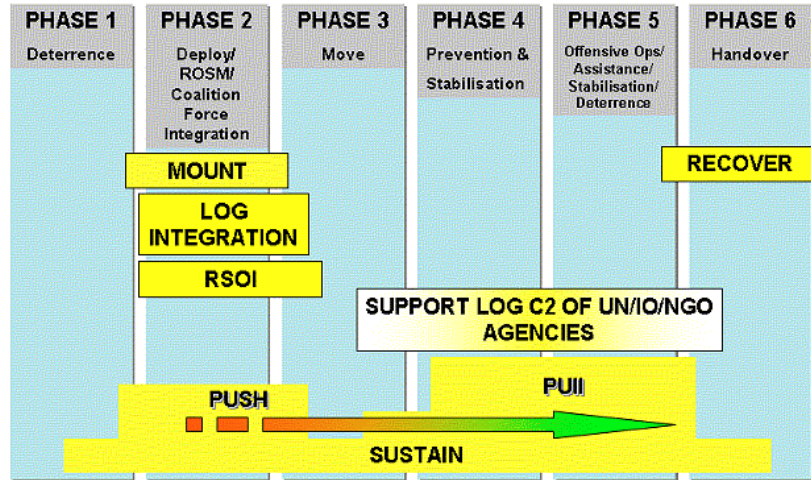 PHASE 1
Deterrence
PHASE 2
Deploy/
ROSM/
Coalition
Force
Integration
PHASE 3
Move
PHASE 4
Prevention &
Stabilisation
PHASE 5
Offensive Ops/
Assistance/
Stabilisation/
Deterrence
PHASE 6
Handover
MOUNT
RECOVER
LOG
INTEGRATION
RSOI
SUPPORT LOG C2 OF UN/IO/NGO
AGENCIES
PUSH
PUll
SUSTAIN